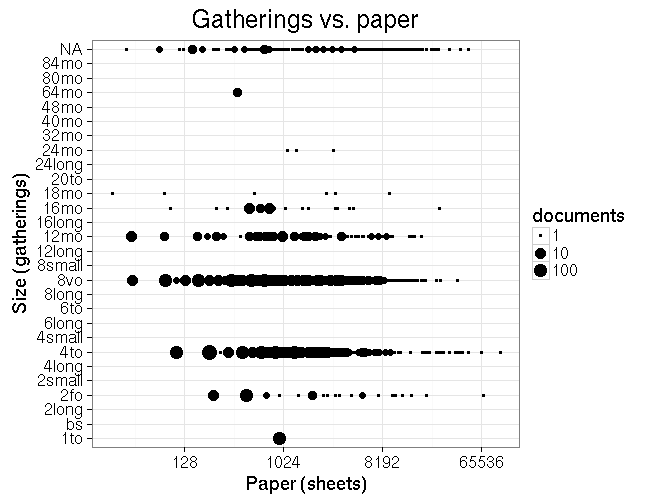 Gatherings vs. paper
Size (gatherings)
NA
84mo
80mo
64mo
48mo
40mo
32mo
24mo
24long
20to
18mo
16mo
16long
12mo
12long
8small
8vo
8long
6to
6long
4small
4to
4long
2small
2fo
2long
bs
1to
128 1024 8192 65536
Paper (sheets)
documents
1
10
100